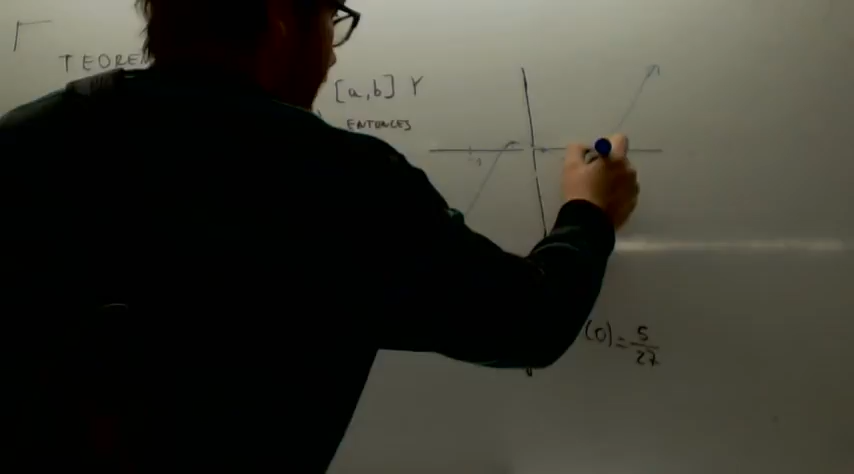 TEOREM
[a,b] Y
ENTONCES
(0) = 5/27